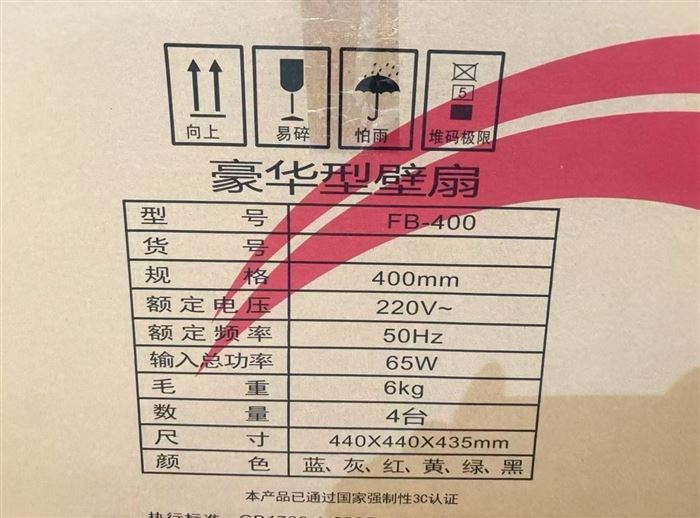 向上 易碎 怕雨 5 堆码极限
豪华型壁扇
型号 FB-400
货号
规格 400mm
额定电压 220V~
额定频率 50Hz
输入总功率 65W
毛重 6kg
数量 4台
尺寸 440X440X435mm
颜色 蓝、灰、红、黄、绿、黑
本产品已通过国家强制性3C认证